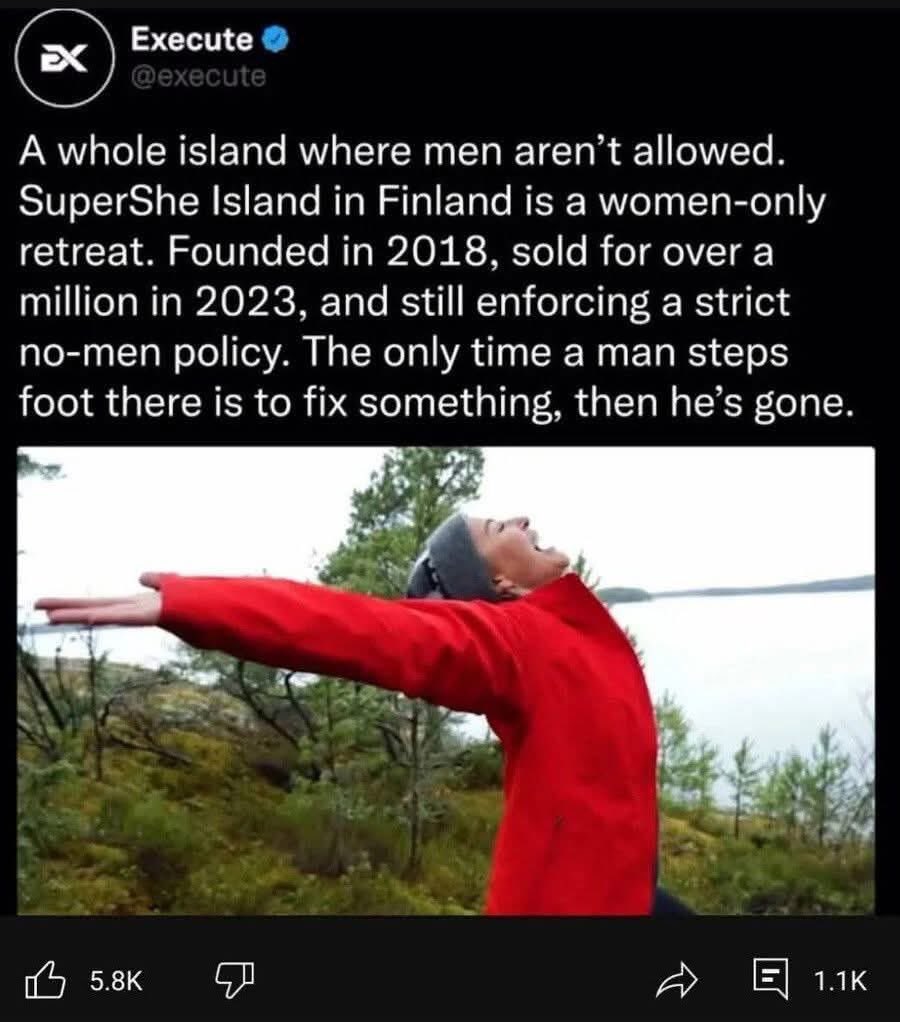 EX
Execute
@execute
A whole island where men aren’t allowed.
SuperShe Island in Finland is a women-only
retreat. Founded in 2018, sold for over a
million in 2023, and still enforcing a strict
no-men policy. The only time a man steps
foot there is to fix something, then he’s gone.
5.8K
1.1K